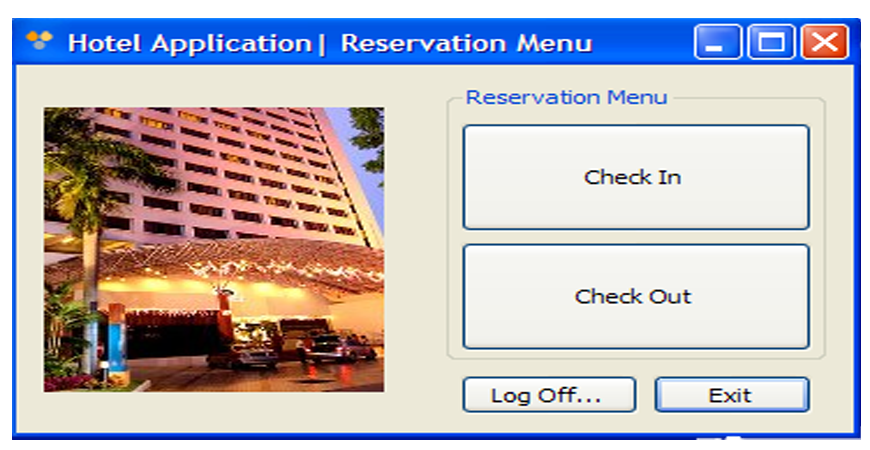 Hotel Application| Reservation Menu
Reservation Menu
Check In
Check Out
Log Off...
Exit